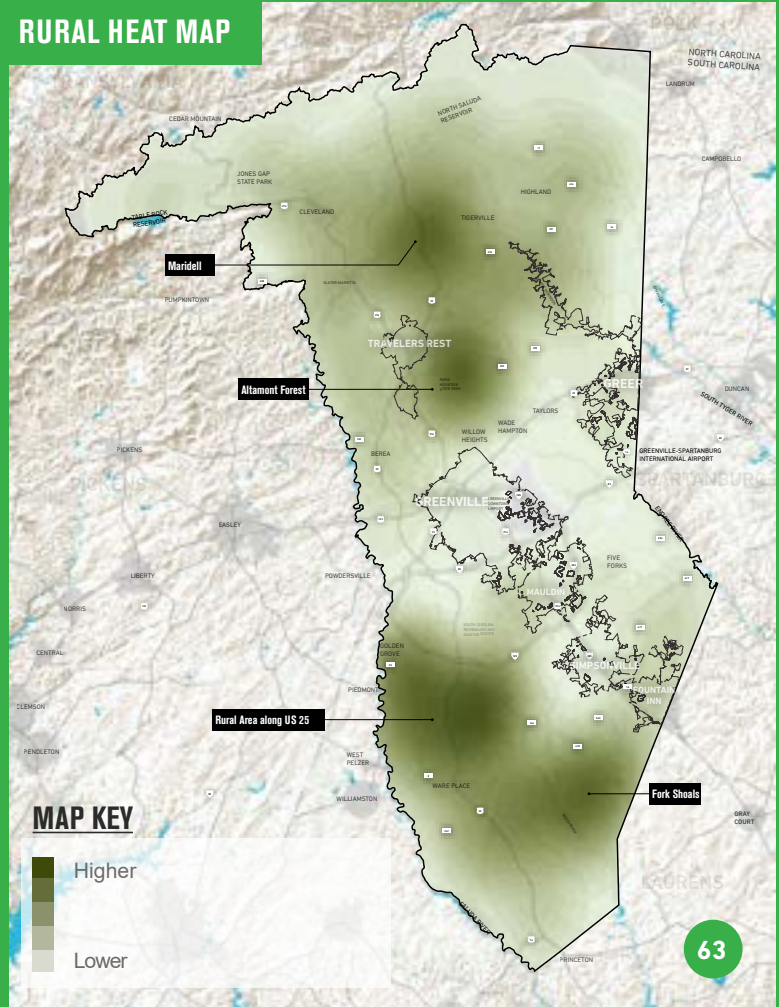 RURAL HEAT MAP
POLK
NORTH CAROLINA
SOUTH CAROLINA
LANDRUM
NORTH SALUDA
RESERVOIR
CEDAR MOUNTAIN
CAMPOBELLO
JONES GAP
STATE PARK
HIGHLAND
CLEVELAND
TABLE ROCK
RESERVOIR
TIGERVILLE
Maridell
PUMPKINTOWN
TRAVELERS REST
GREER
Altamont Forest
DUNCAN
SOUTH TYGER RIVER
TAYLORS
WADE
HAMPTON
WILLOW
HEIGHTS
PICKENS
BEREA
GREENVILLE-SPARTANBURG
INTERNATIONAL AIRPORT
PICKENS
SPARTANBURG
GREENVILLE
EASLEY
FIVE
FORKS
LIBERTY
POWDERSVILLE
MAULDIN
NORRIS
CENTRAL
GOLDEN
GROVE
SIMPSONVILLE
PIEDMONT
FOUNTAIN
INN
CLEMSON
Rural Area along US 25
PENDLETON
WEST
PELZER
WARE PLACE
Fork Shoals
WILLIAMSTON
GRAY
COURT
MAP KEY
Higher
Lower
LAURENS
PRINCETON
63